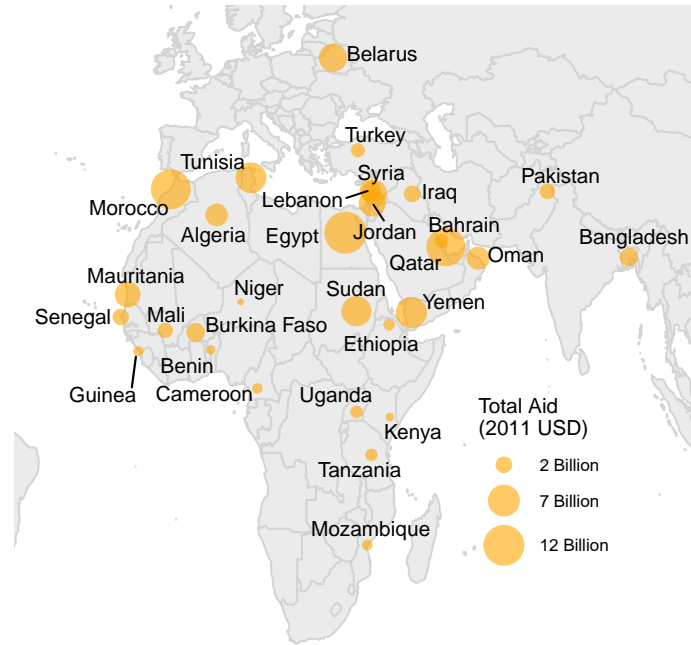 Belarus
Turkey
Tunisia
Syria
Pakistan
Lebanon
Iraq
Morocco
Algeria
Egypt
Jordan
Bahrain
Bangladesh
Qatar
Oman
Mauritania
Niger
Sudan
Yemen
Senegal
Mali
Burkina Faso
Ethiopia
Benin
Guinea
Cameroon
Uganda
Kenya
Tanzania
Mozambique
Total Aid
(2011 USD)
2 Billion
7 Billion
12 Billion